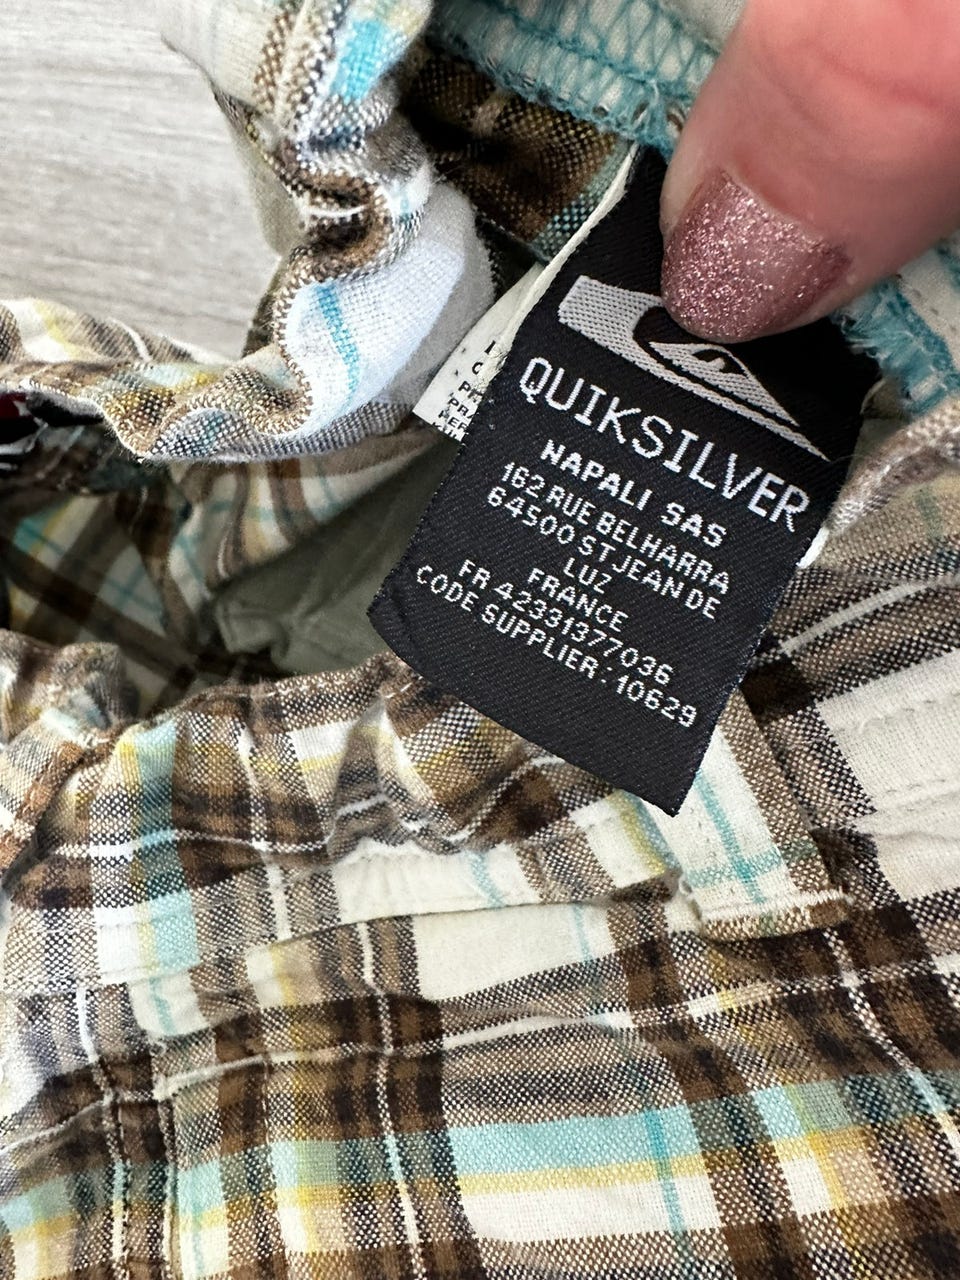 QUIKSILVER
NAPALI SAS
162 RUE BELHARRA
64500 ST JEAN DE
LUZ
FRANCE
FR 42331377036
CODE SUPPLIER : 10629